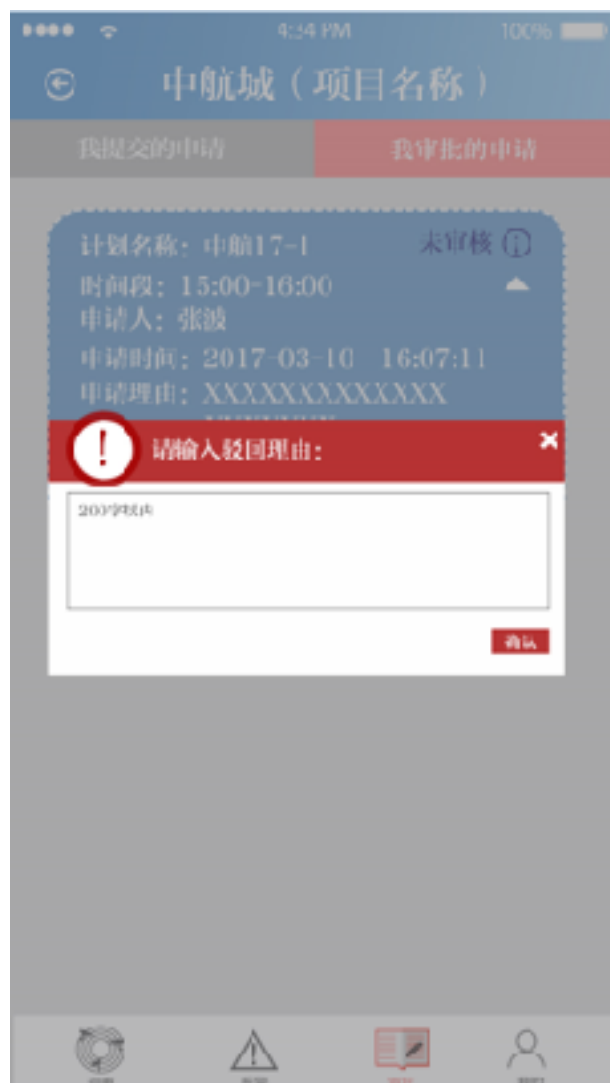 4:34 PM 100%
中航城（项目名称）
我提交的申请 我审批的申请
计划名称：中航17-1 未审核
时间段：15:00-16:00
申请人：张波
申请时间：2017-03-10 16:07:11
申请理由：XXXXXXXXXXXXXX
! 请输入驳回理由：
200字以内
确认